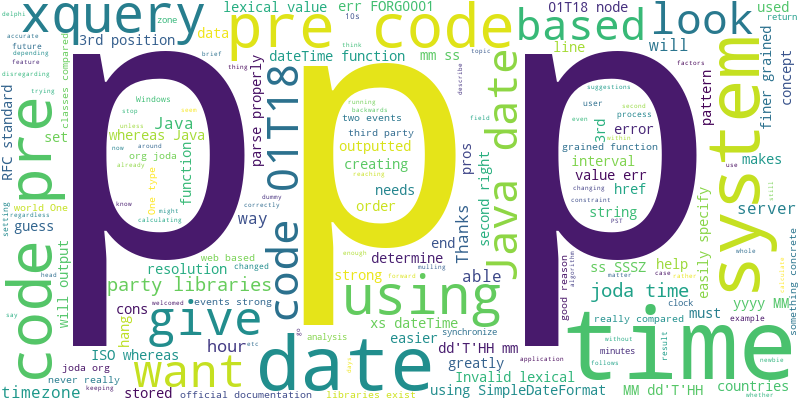 xquery
pre code
based
look
lexical value
err FORG0001
01T18 node
used
return
delphi
zone
10s
accurate
future
depending
feature
disregarding
3rd position
data
dateTime function
mm ss
think
brief
topic
line
will
pattern
finer grained
concept
code pre
RFC standard
set
classes compared
trying
p
p
p
Windows
stop
seem
unless
Java
whereas Java
now
around
org joda
One type
function
already
know
might
calculating
parse properly
code 01T18
running
backwards
two events
third party
outputted
creating
needs
order
reaching
describe
field
pros
Java date
second right
suggestions
factors
user
second
even
process
3rd
error
within
grained function
interval
value err
changing
href
constraint
string
PST
use
system
makes
server
easily specify
something concrete
setting
world One
guess
regardless
will output
way
dummy
correctly
web based
resolution
changed
party libraries
events strong
cons
give
hang
hour
etc
ISO whereas
head
say
want
timezone
joda org
never really
keeping
stored
official documentation
date
determine
strong
able
end
Thanks
enough
forward
mulling
using
xs dateTime
easier
synchronize
greatly
go
analysis
days
libraries exist
Invalid lexical
application
using SimpleDateFormat
dd'T'HH mm
ss SSSZ
help
matter
case
rather
joda time
yyyy MM
clock
must
example
really compared
without
minutes
follows
result
good reason
algorithm
whole
still
calculate
newbie
time
MM dd'T'HH
countries
whether